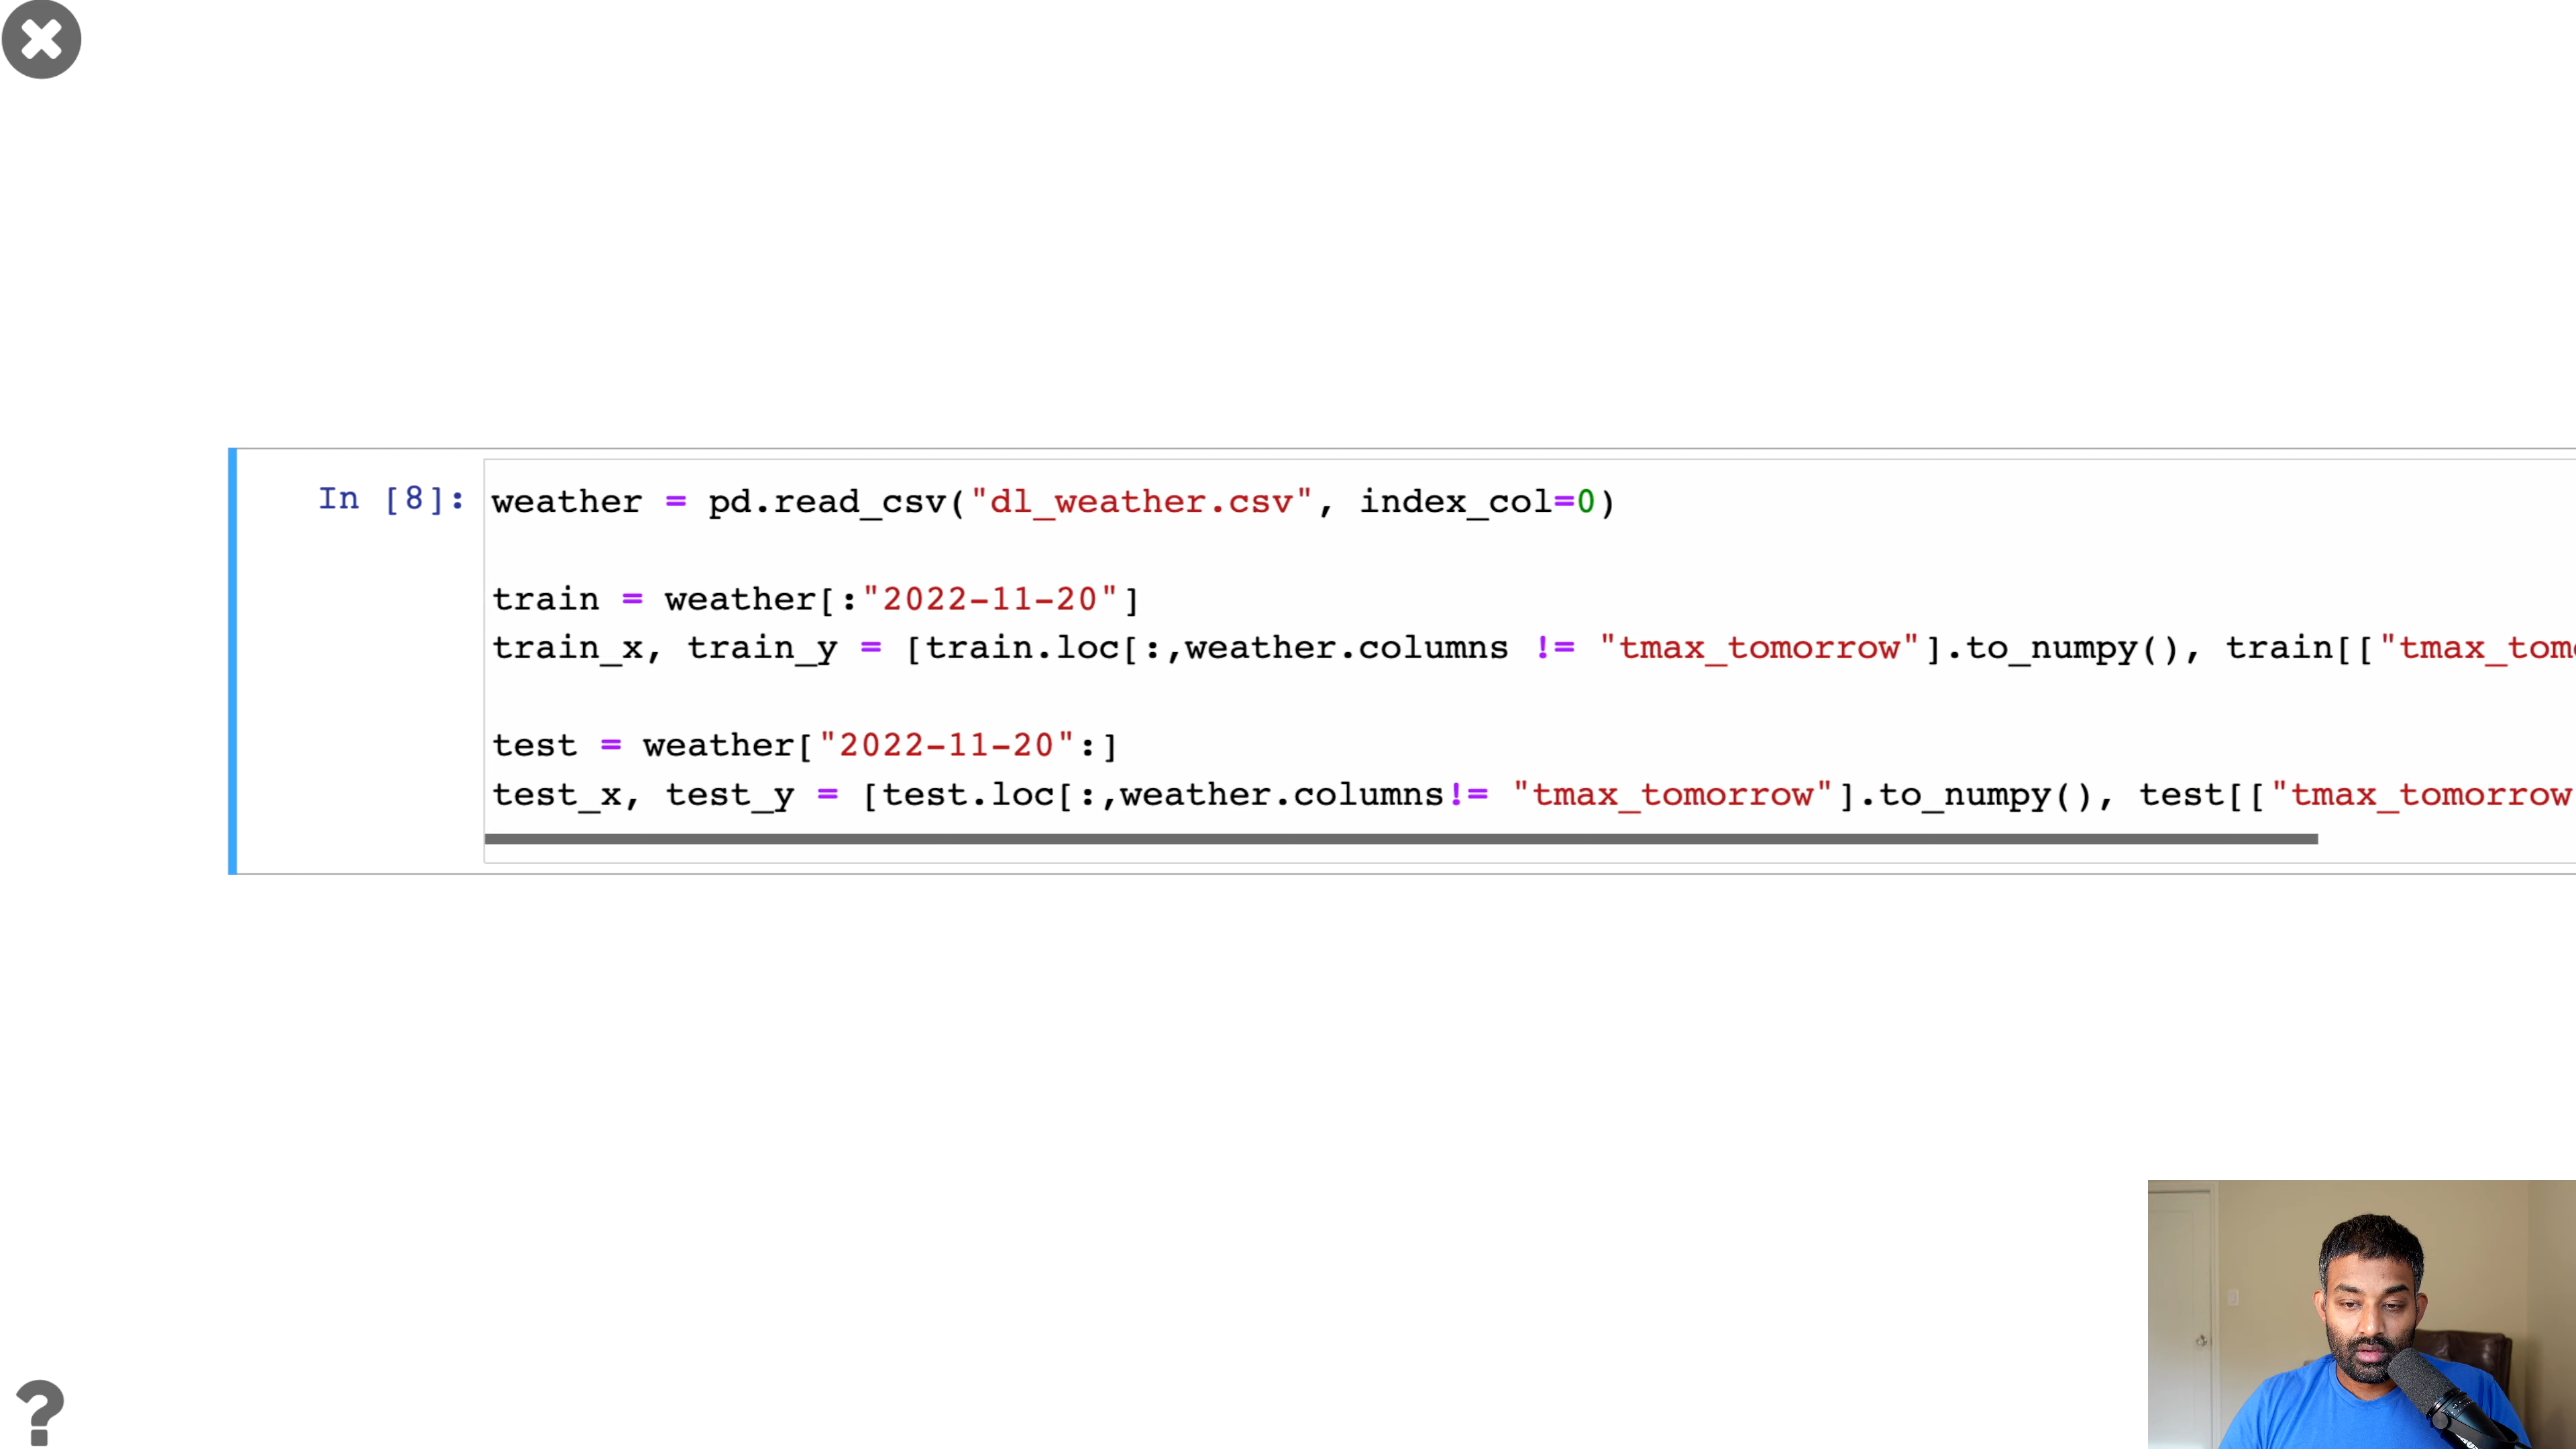 In [8]: weather = pd.read_csv("dl_weather.csv", index_col=0)
train = weather[:"2022-11-20"]
train_x, train_y = [train.loc[:,weather.columns != "tmax_tomorrow"].to_numpy(), train[["tmax_tom
test = weather["2022-11-20":]
test_x, test_y = [test.loc[:,weather.columns!= "tmax_tomorrow"].to_numpy(), test[["tmax_tomorrow
?